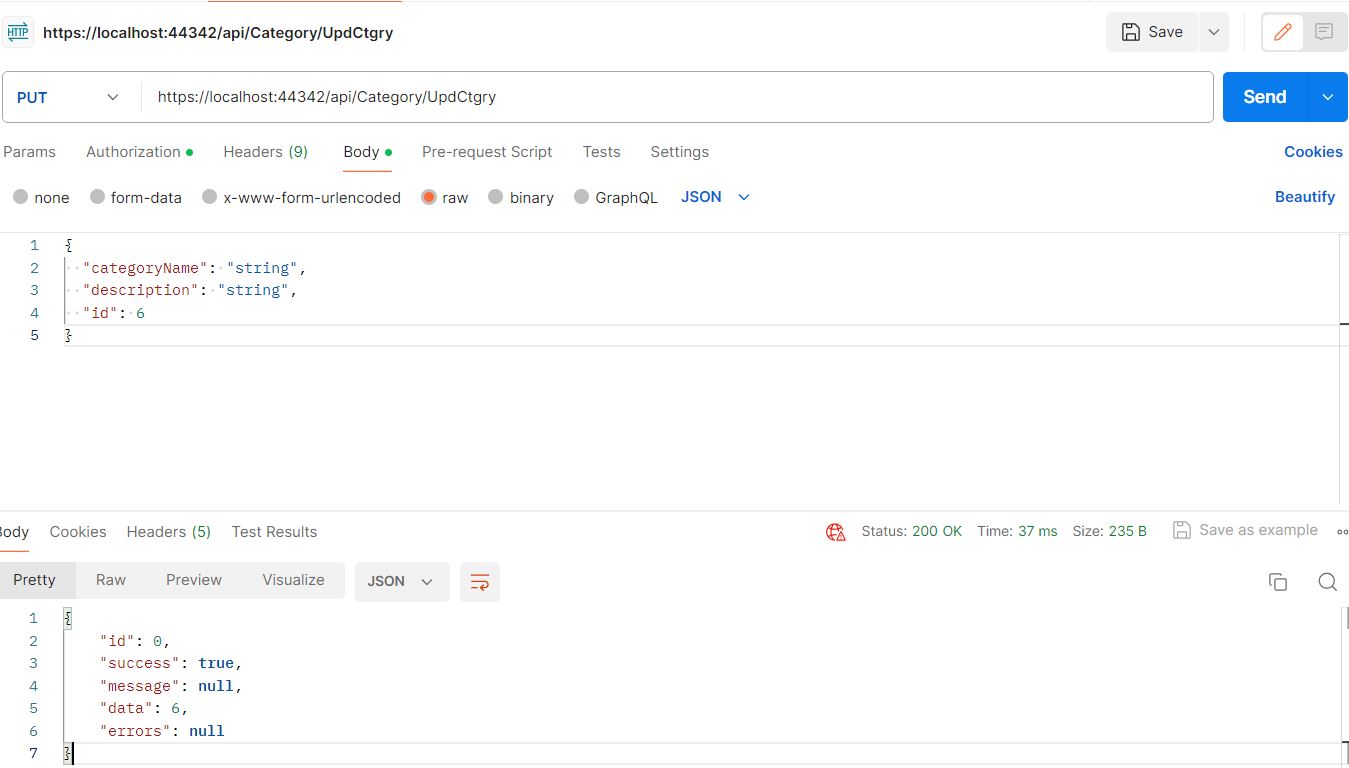 HTTP https://localhost:44342/api/Category/UpdCtgry Save
PUT https://localhost:44342/api/Category/UpdCtgry Send
Params Authorization Headers (9) Body Pre-request Script Tests Settings Cookies
none form-data x-www-form-urlencoded raw binary GraphQL JSON Beautify
1 {
2 "categoryName": "string",
3 "description": "string",
4 "id": 6
5 }
Body Cookies Headers (5) Test Results Status: 200 OK Time: 37 ms Size: 235 B Save as example
Pretty Raw Preview Visualize JSON
1 {
2 "id": 0,
3 "success": true,
4 "message": null,
5 "data": 6,
6 "errors": null
7 }